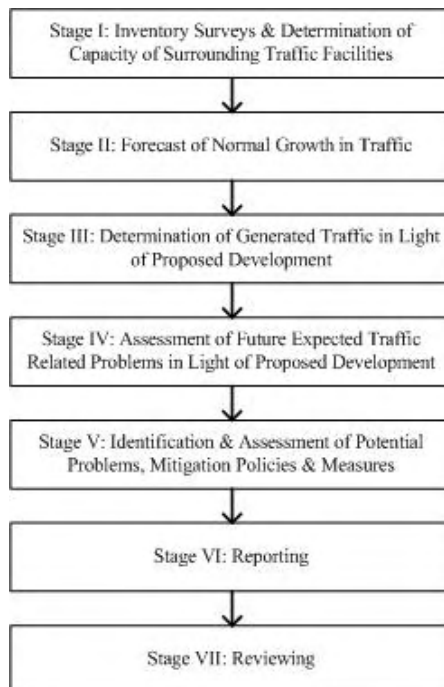 Stage I: Inventory Surveys & Determination of
Capacity of Surrounding Traffic Facilities
Stage II: Forecast of Normal Growth in Traffic
Stage III: Determination of Generated Traffic in Light
of Proposed Development
Stage IV: Assessment of Future Expected Traffic
Related Problems in Light of Proposed Development
Stage V: Identification & Assessment of Potential
Problems, Mitigation Policies & Measures
Stage VI: Reporting
Stage VII: Reviewing